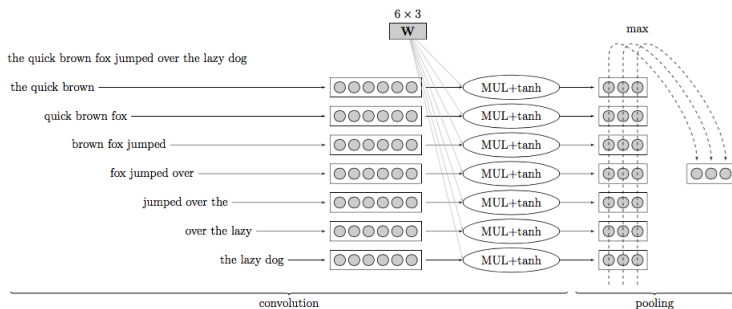 6 × 3
W
max
the quick brown fox jumped over the lazy dog
the quick brown
MUL+tanh
quick brown fox
MUL+tanh
brown fox jumped
MUL+tanh
fox jumped over
MUL+tanh
jumped over the
MUL+tanh
over the lazy
MUL+tanh
the lazy dog
MUL+tanh
convolution
pooling